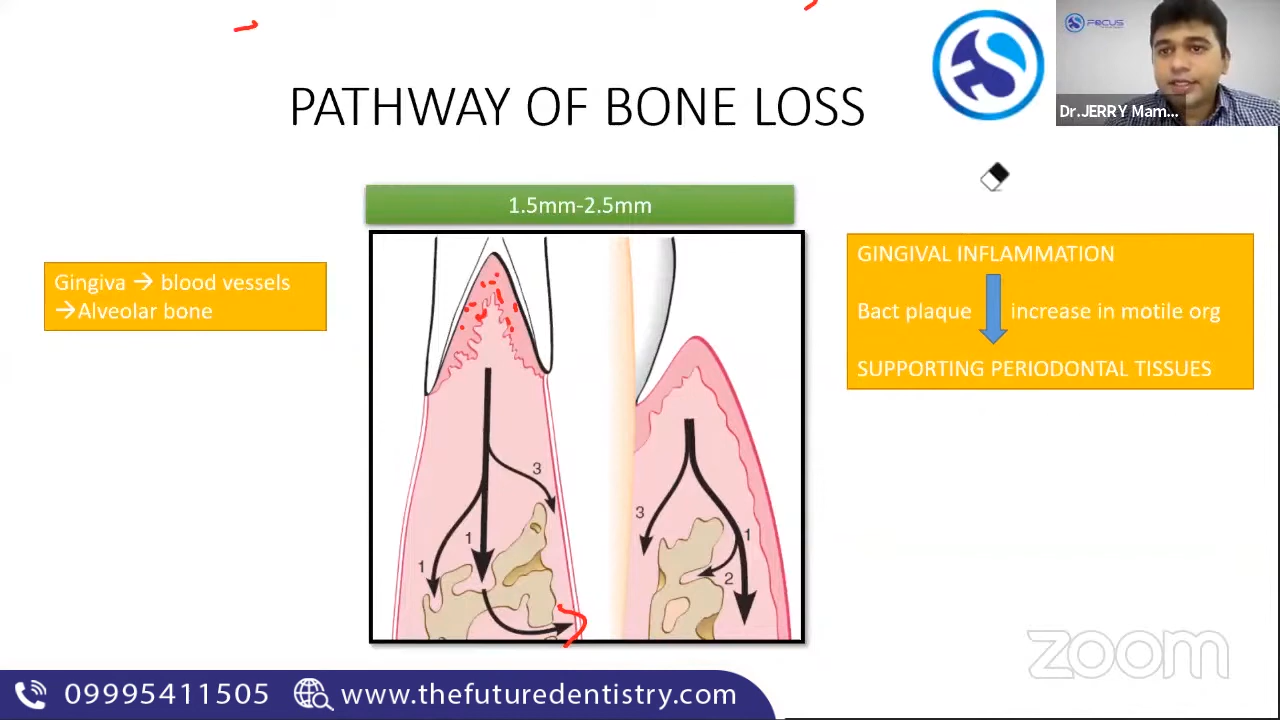 FOCUS
Dr.JERRY Mam...
PATHWAY OF BONE LOSS
1.5mm-2.5mm
Gingiva → blood vessels
→Alveolar bone
GINGIVAL INFLAMMATION
Bact plaque increase in motile org
SUPPORTING PERIODONTAL TISSUES
3
1
1
3
1
2
zoom
09995411505 www.thefuturedentistry.com